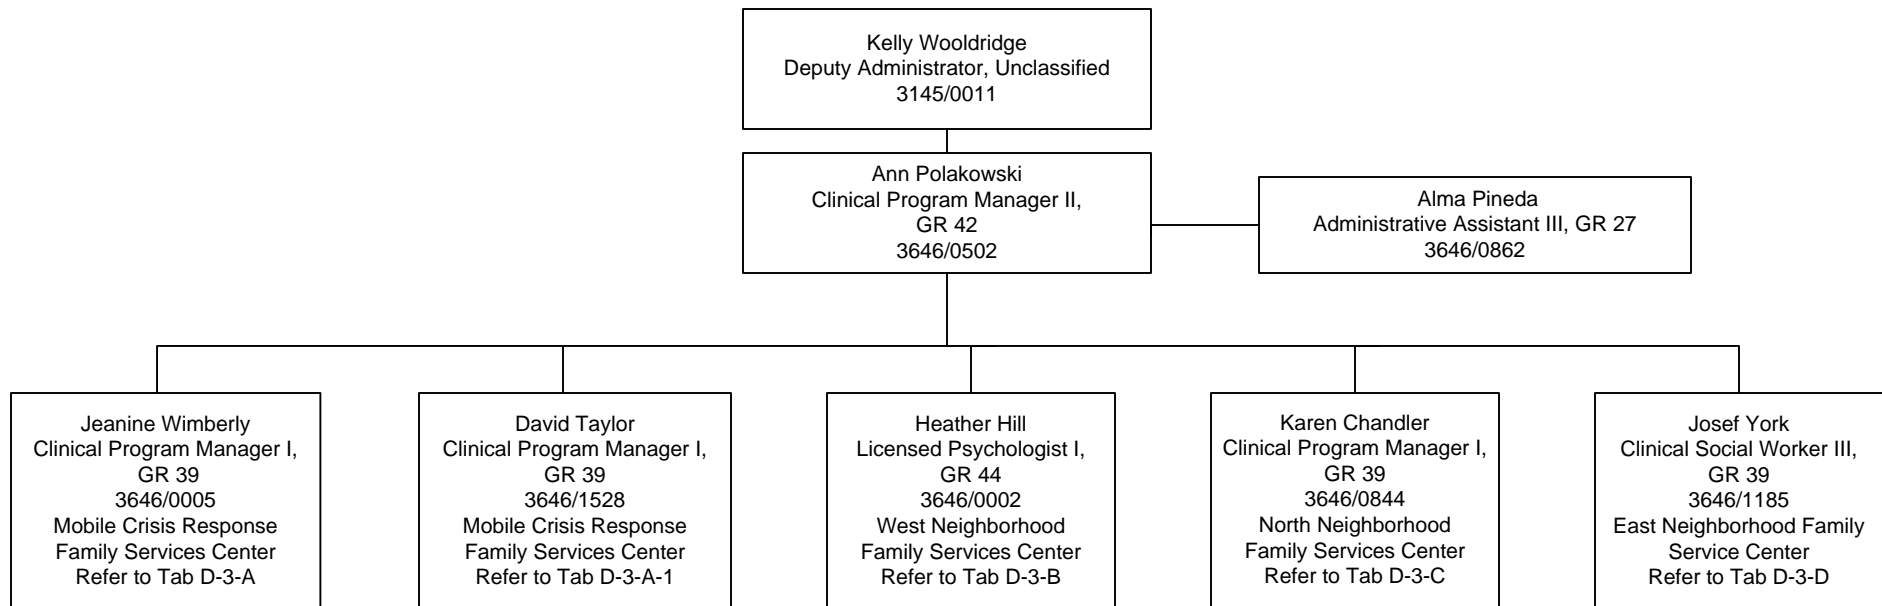 Kelly Wooldridge
Deputy Administrator, Unclassified
3145/0011
Ann Polakowski
Clinical Program Manager II,
GR 42
3646/0502
Alma Pineda
Administrative Assistant III, GR 27
3646/0862
Jeanine Wimberly
Clinical Program Manager I,
GR 39
3646/0005
Mobile Crisis Response
Family Services Center
Refer to Tab D-3-A
David Taylor
Clinical Program Manager I,
GR 39
3646/1528
Mobile Crisis Response
Family Services Center
Refer to Tab D-3-A-1
Heather Hill
Licensed Psychologist I,
GR 44
3646/0002
West Neighborhood
Family Services Center
Refer to Tab D-3-B
Karen Chandler
Clinical Program Manager I,
GR 39
3646/0844
North Neighborhood
Family Services Center
Refer to Tab D-3-C
Josef York
Clinical Social Worker III,
GR 39
3646/1185
East Neighborhood Family
Service Center
Refer to Tab D-3-D